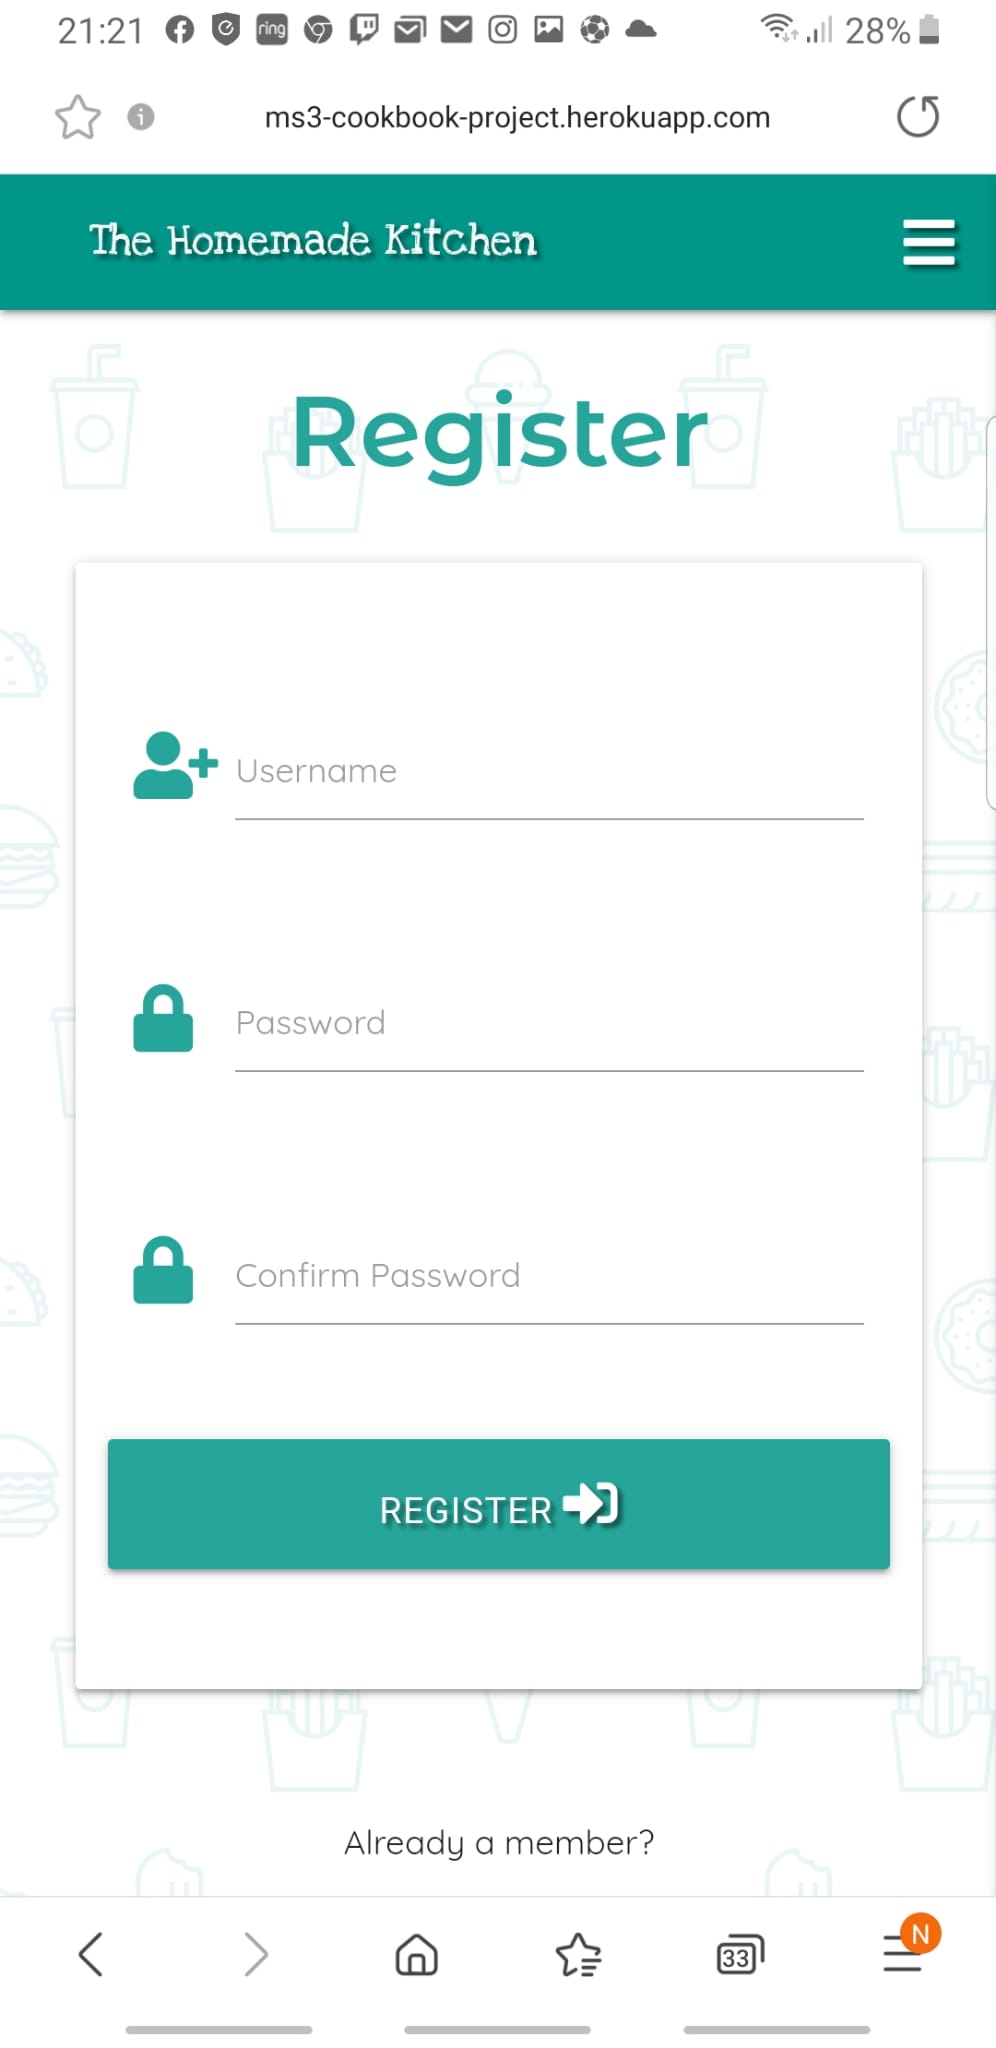 21:21 ring 28%
ms3-cookbook-project.herokuapp.com
The Homemade Kitchen
Register
Username
Password
Confirm Password
REGISTER
Already a member?
33 N